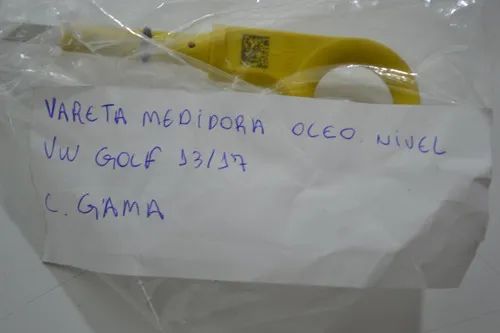 VARETA MEDIDORA OLEO. NIVEL
VW GOLF 13/17
C. GAMA